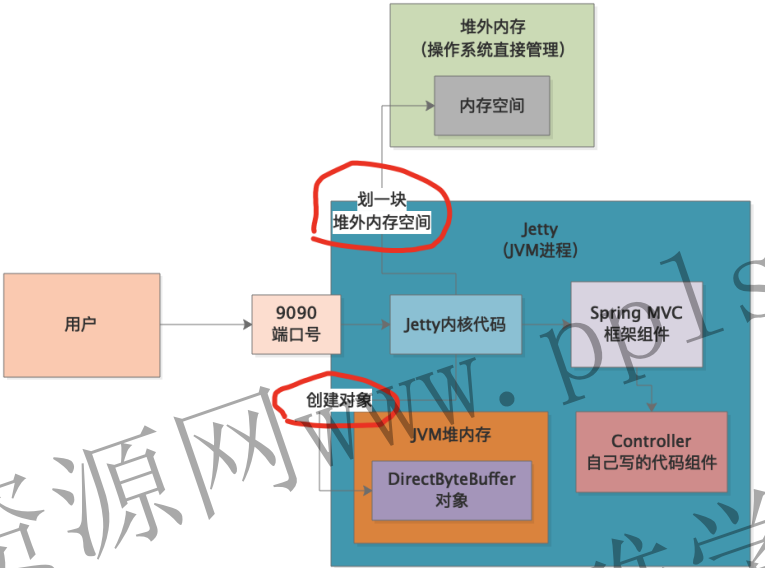 堆外内存
（操作系统直接管理）
内存空间
划一块
堆外内存空间
Jetty
（JVM进程）
用户
9090
端口号
Jetty内核代码
Spring MVC
框架组件
创建对象
JVM堆内存
DirectByteBuffer
对象
Controller
自己写的代码组件
资源网www.ppls